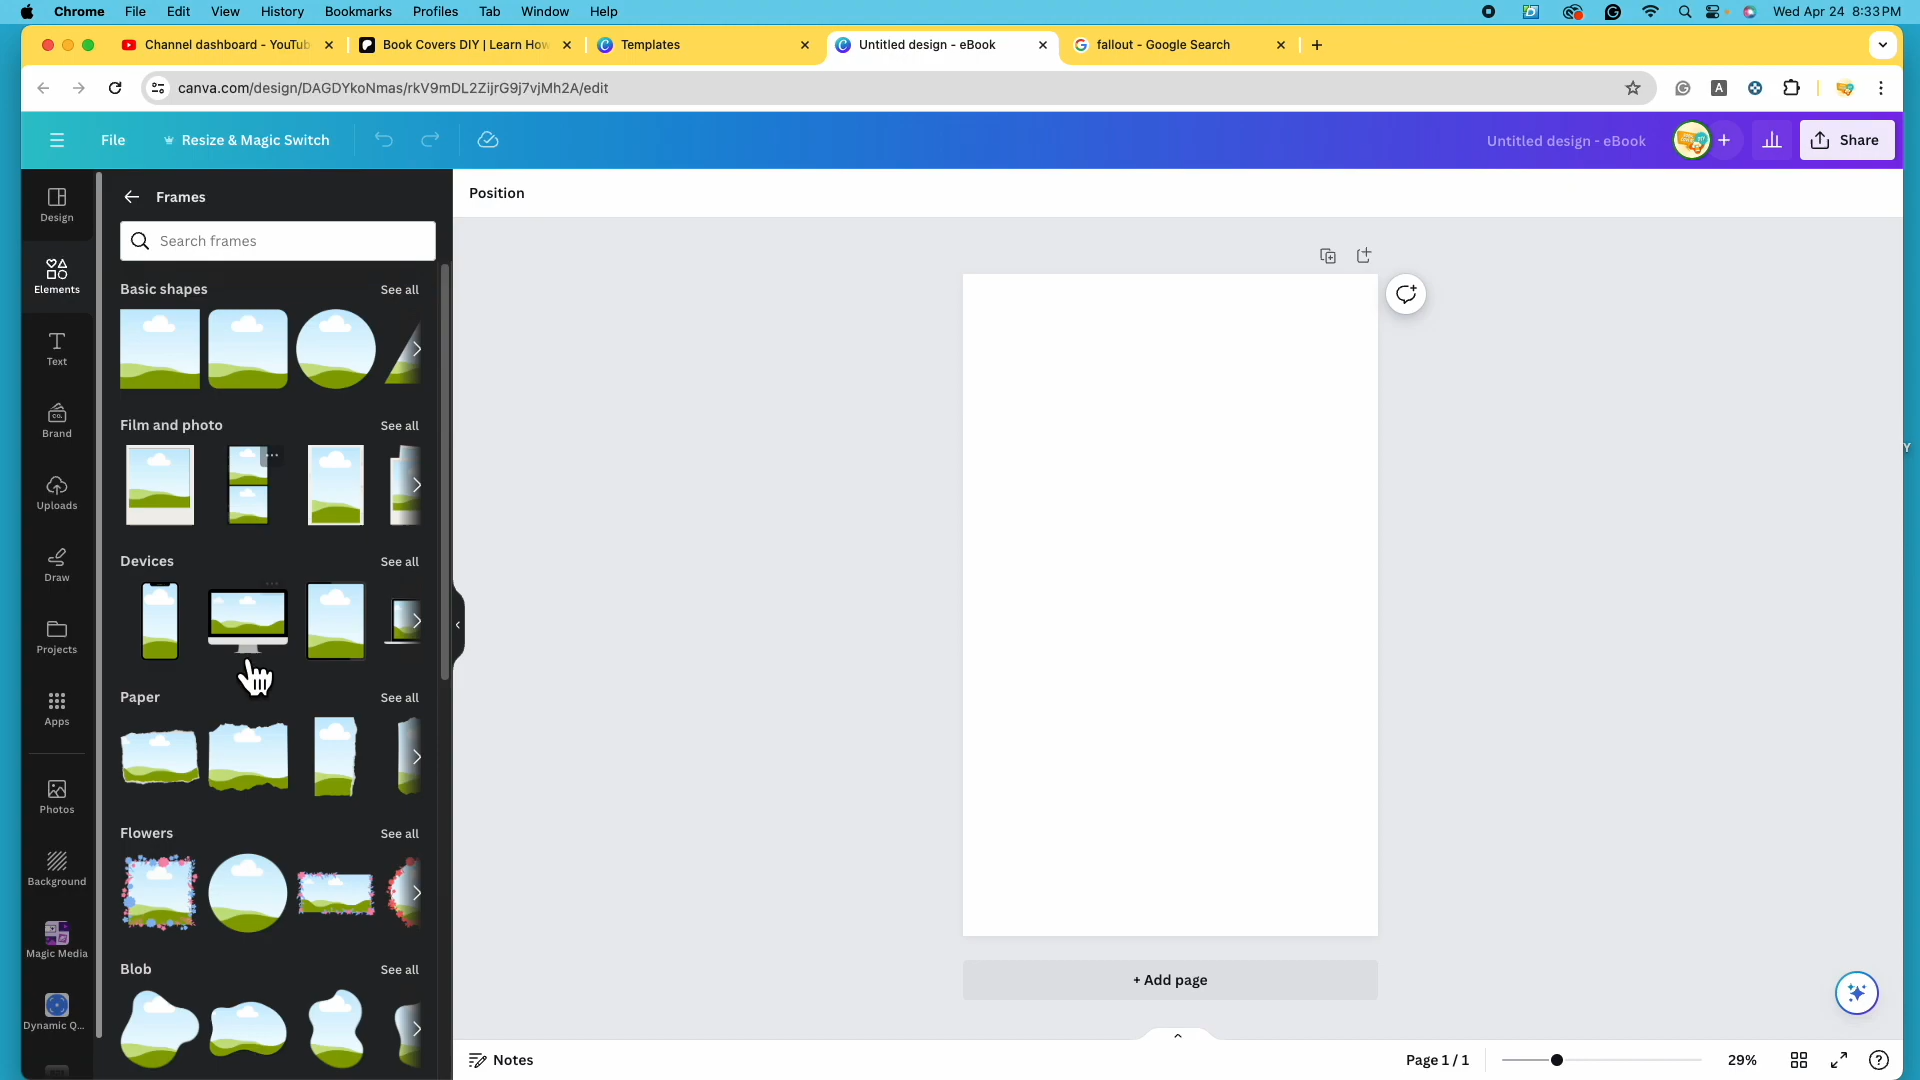 Chrome File Edit View History Bookmarks Profiles Tab Window Help Wed Apr 24 8:33 PM
Channel dashboard - YouTub Book Covers DIY | Learn How Templates Untitled design - eBook fallout - Google Search
canva.com/design/DAGDYkoNmas/rkV9mDL2ZijrG9j7vjMh2A/edit
File Resize & Magic Switch Untitled design - eBook Share
Design
Elements
Text
Brand
Uploads
Draw
Projects
Apps
Photos
Background
Magic Media
Dynamic Q...
Frames
Search frames
Basic shapes See all
Film and photo See all
Devices See all
Paper See all
Flowers See all
Blob See all
Position
+ Add page
Notes Page 1 / 1 29%